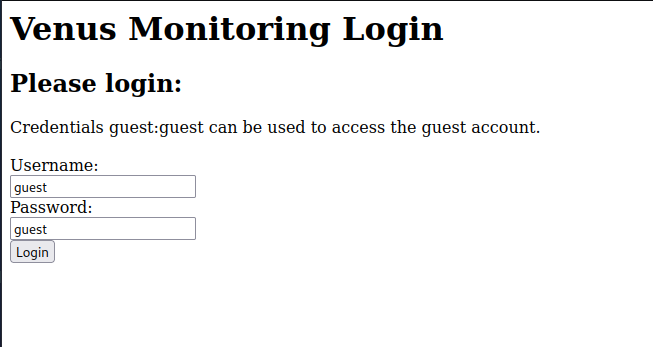 Venus Monitoring Login
Please login:
Credentials guest:guest can be used to access the guest account.
Username:
guest
Password:
guest
Login